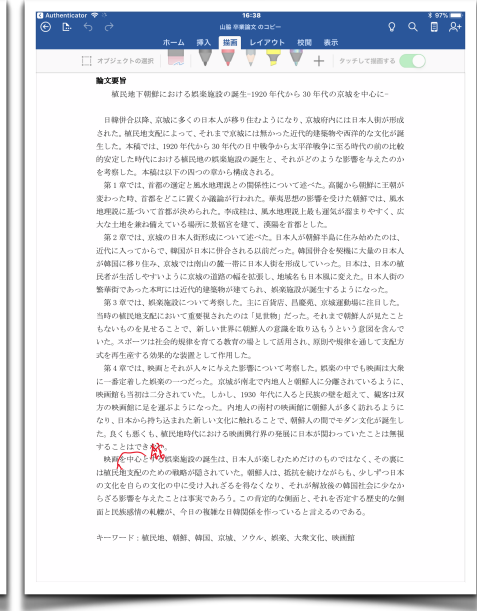 Authenticator
16:38
97%
山脇 卒業論文 のコピー
ホーム 挿入 描画 レイアウト 校閲 表示
オブジェクトの選択
タッチして描画する
論文要旨
植民地下朝鮮における娯楽施設の誕生-1920 年代から 30 年代の京城を中心に-
日韓併合以降、京城に多くの日本人が移り住むようになり、京城府内には日本人街が形成
された。植民地支配によって、それまで京城には無かった近代的建築物や西洋的な文化が誕
生した。本稿では、1920 年代から 30 年代の日中戦争から太平洋戦争に至る時代の前の比較
的安定した時代における植民地の娯楽施設の誕生と、それがどのような影響を与えたのか
を考察した。本稿は以下の四つの章から構成される。
第 1 章では、首都の選定と風水地理説との関係性について述べた。高麗から朝鮮に王朝が
変わった時、首都をどこに置くか議論が行われた。華夷思想の影響を受けた朝鮮では、風水
地理説に基づいて首都が決められた。李成桂は、風水地理説上最も運気が溜まりやすく、広
大な土地を兼ね備えている場所に景福宮を建て、漢陽を首都とした。
第 2 章では、京城の日本人街形成について述べた。日本人が朝鮮半島に住み始めたのは、
近代に入ってからで、韓国が日本に併合される以前だった。韓国併合を契機に大量の日本人
が韓国に移り住み、京城では南山の麓一帯に日本人街を形成していった。日本は、日本の植
民者が生活しやすいように京城の道路の幅を拡張し、地域名も日本風に変えた。日本人街の
繁華街であった本町には近代的建築物が建てられ、娯楽施設が誕生するようになった。
第 3 章では、娯楽施設について考察した。主に百貨店、昌慶苑、京城運動場に注目した。
当時の植民地支配において重要視されたのは「見世物」だった。それまで朝鮮人が見たこと
もないものを見せることで、新しい世界に朝鮮人の意識を取り込もうという意図を含んで
いた。スポーツは社会的規律を育てる教育の場として活用され、原則や規律を通して支配方
式を再生産する効果的な装置として作用した。
第 4 章では、映画とそれが人々に与えた影響について考察した。娯楽の中でも映画は大衆
に一番定着した娯楽の一つだった。京城が南北で内地人と朝鮮人に分離されているように、
映画館も当初は二分されていた。しかし、1930 年代に入ると民族の壁を超えて、観客は双
方の映画館に足を運ぶようになった。内地人の南村の映画館に朝鮮人が多く訪れるように
なり、日本から持ち込まれた新しい文化に触れることで、朝鮮人の間でモダン文化が誕生し
た。良くも悪くも、植民地時代における映画興行界の発展に日本が関わっていたことは無視
することはでき
映画を中心と る娯楽施設の誕生は、日本人が楽しむためだけのものではなく、その裏に
は植民地支配のための戦略が隠されていた。朝鮮人は、抵抗を続けながらも、少しずつ日本
の文化を自らの文化の中に受け入れざるを得なくなり、それが解放後の韓国社会に少なか
らざる影響を与えたことは事実であろう。この肯定的な側面と、それを否定する歴史的な側
面と民族感情の軋轢が、今日の複雑な日韓関係を作っていると言えるのである。
キーワード：植民地、朝鮮、韓国、京城、ソウル、娯楽、大衆文化、映画館